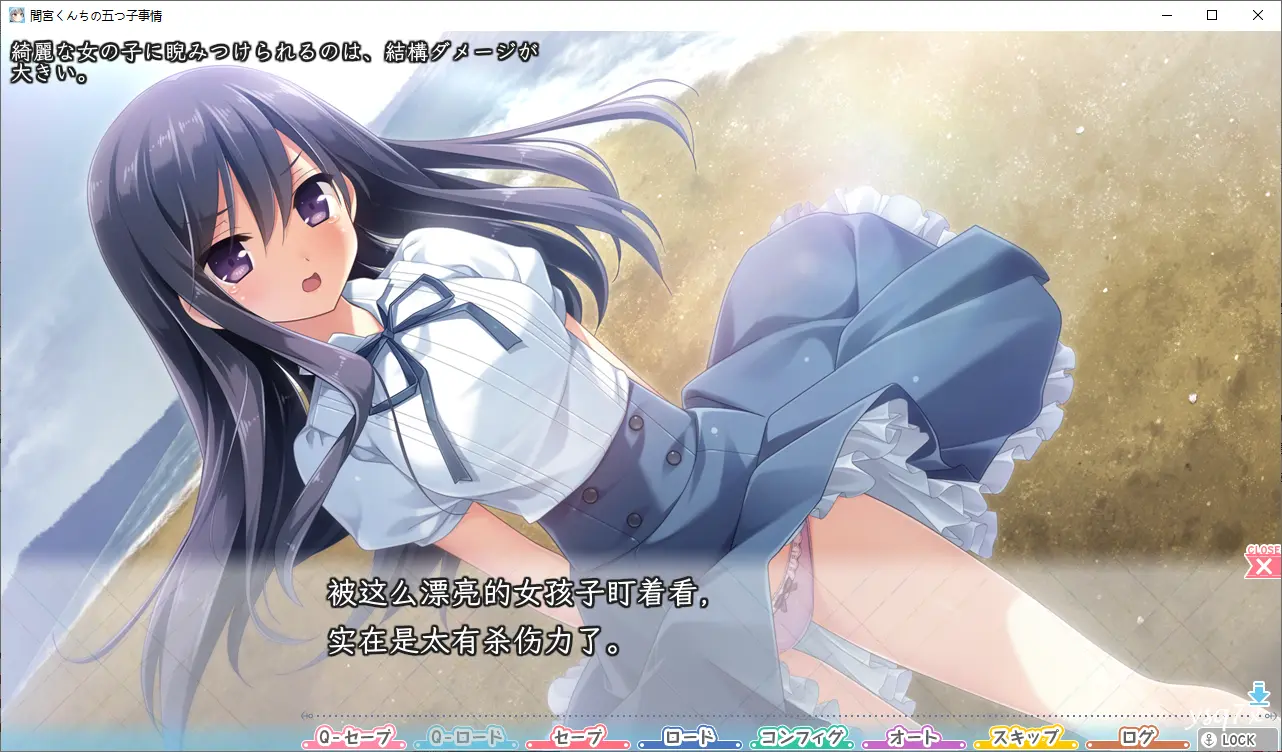 間宮くんちの五つ子事情
綺麗な女の子に睨みつけられるのは、結構ダメージが
大きい。
被这么漂亮的女孩子盯着看,
实在是太有杀伤力了。
CLOSE
Q-セーブ Q-ロード セーブ ロード コンフィグ オート スキップ ログ LOCK